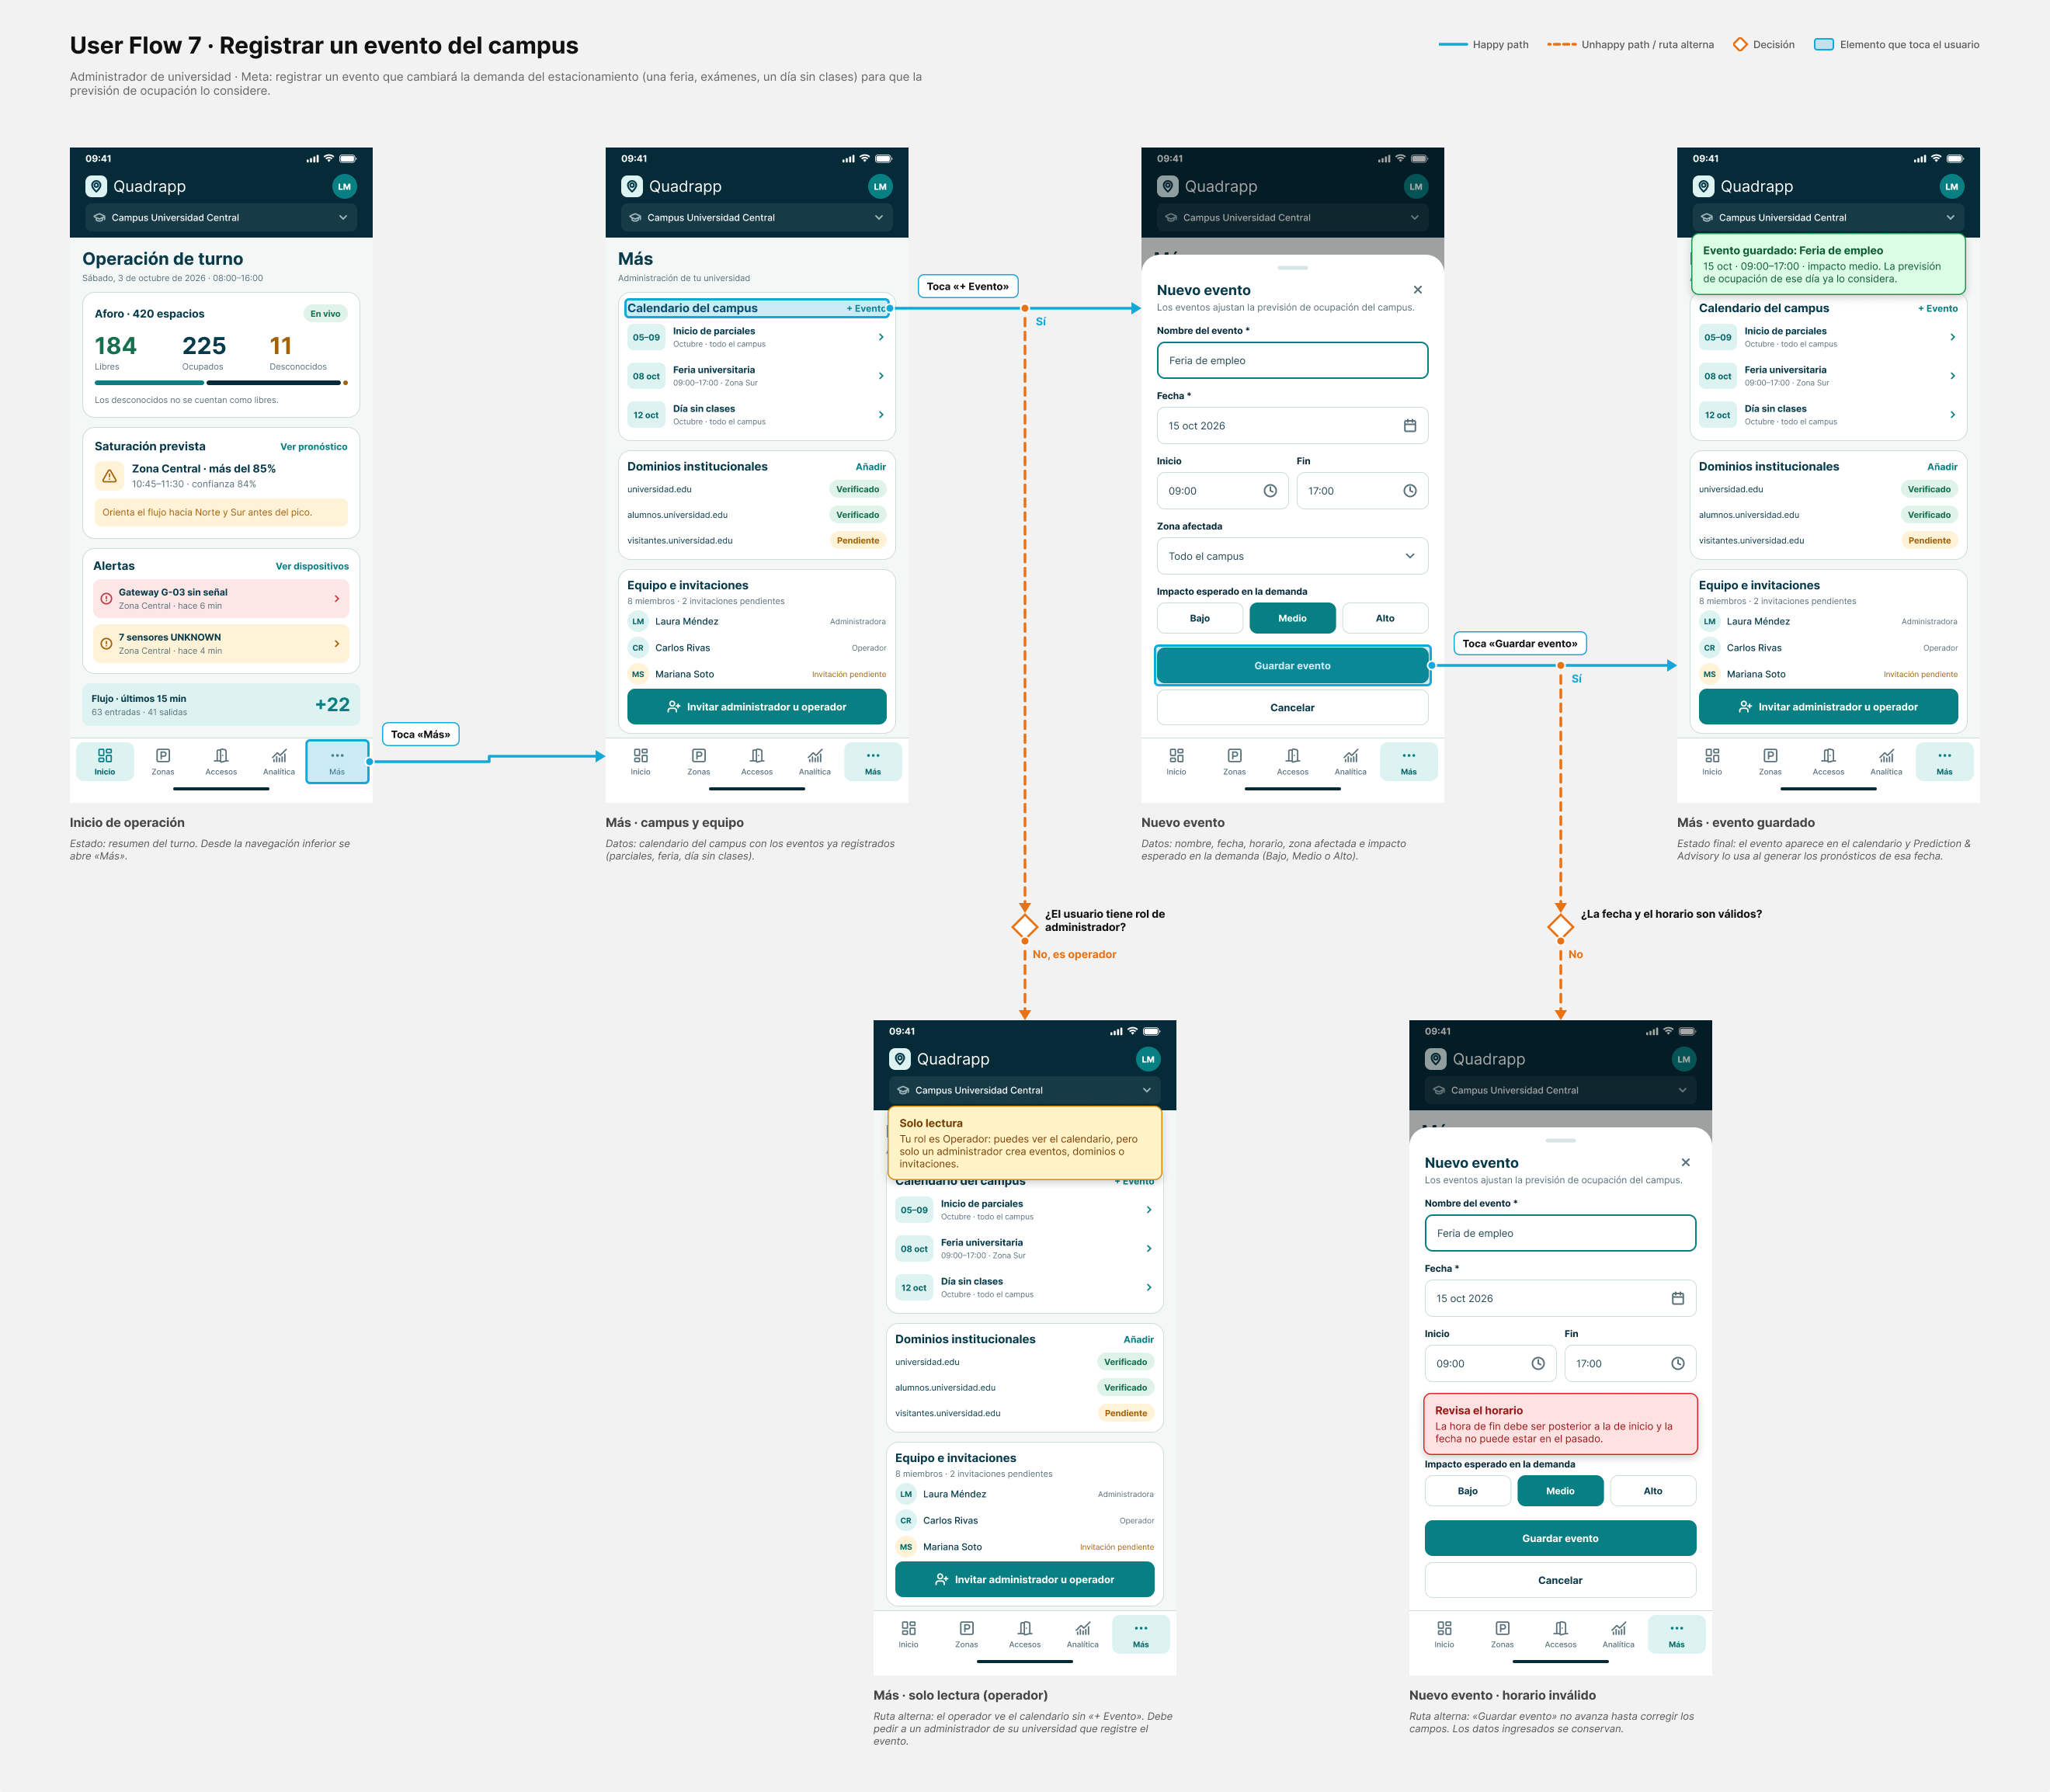 User Flow 7 · Registrar un evento del campus
Administrador de universidad · Meta: registrar un evento que cambiará la demanda del estacionamiento (una feria, exámenes, un día sin clases) para que la
previsión de ocupación lo considere.
Happy path
Unhappy path / ruta alterna
Decisión
Elemento que toca el usuario
09:41
Quadrapp
LM
Campus Universidad Central
Operación de turno
Sábado, 3 de octubre de 2026 · 08:00–16:00
Aforo · 420 espacios
En vivo
184
225
11
Libres
Ocupados
Desconocidos
Los desconocidos no se cuentan como libres.
Saturación prevista
Ver pronóstico
Zona Central · más del 85%
10:45–11:30 · confianza 84%
Orienta el flujo hacia Norte y Sur antes del pico.
Alertas
Ver dispositivos
Gateway G-03 sin señal
Zona Central · hace 6 min
7 sensores UNKNOWN
Zona Central · hace 4 min
Flujo · últimos 15 min
63 entradas · 41 salidas
+22
Inicio
Zonas
Accesos
Analítica
Más
Toca «Más»
Inicio de operación
Estado: resumen del turno. Desde la navegación inferior se
abre «Más».
09:41
Quadrapp
LM
Campus Universidad Central
Más
Administración de tu universidad
Calendario del campus
+ Evento
05–09
Inicio de parciales
Octubre · todo el campus
08 oct
Feria universitaria
09:00–17:00 · Zona Sur
12 oct
Día sin clases
Octubre · todo el campus
Dominios institucionales
Añadir
universidad.edu
Verificado
alumnos.universidad.edu
Verificado
visitantes.universidad.edu
Pendiente
Equipo e invitaciones
8 miembros · 2 invitaciones pendientes
LM
Laura Méndez
Administradora
CR
Carlos Rivas
Operador
MS
Mariana Soto
Invitación pendiente
Invitar administrador u operador
Inicio
Zonas
Accesos
Analítica
Más
Más · campus y equipo
Datos: calendario del campus con los eventos ya registrados
(parciales, feria, día sin clases).
Toca «+ Evento»
Sí
09:41
Quadrapp
LM
Campus Universidad Central
Nuevo evento
Los eventos ajustan la previsión de ocupación del campus.
Nombre del evento *
Feria de empleo
Fecha *
15 oct 2026
Inicio
Fin
09:00
17:00
Zona afectada
Todo el campus
Impacto esperado en la demanda
Bajo
Medio
Alto
Guardar evento
Cancelar
Inicio
Zonas
Accesos
Analítica
Más
Nuevo evento
Datos: nombre, fecha, horario, zona afectada e impacto
esperado en la demanda (Bajo, Medio o Alto).
Toca «Guardar evento»
Sí
09:41
Quadrapp
LM
Campus Universidad Central
Evento guardado: Feria de empleo
15 oct · 09:00–17:00 · impacto medio. La previsión
de ocupación de ese día ya lo considera.
Calendario del campus
+ Evento
05–09
Inicio de parciales
Octubre · todo el campus
08 oct
Feria universitaria
09:00–17:00 · Zona Sur
12 oct
Día sin clases
Octubre · todo el campus
Dominios institucionales
Añadir
universidad.edu
Verificado
alumnos.universidad.edu
Verificado
visitantes.universidad.edu
Pendiente
Equipo e invitaciones
8 miembros · 2 invitaciones pendientes
LM
Laura Méndez
Administradora
CR
Carlos Rivas
Operador
MS
Mariana Soto
Invitación pendiente
Invitar administrador u operador
Inicio
Zonas
Accesos
Analítica
Más
Más · evento guardado
Estado final: el evento aparece en el calendario y Prediction &
Advisory lo usa al generar los pronósticos de esa fecha.
¿El usuario tiene rol de
administrador?
No, es operador
¿La fecha y el horario son válidos?
No
09:41
Quadrapp
LM
Campus Universidad Central
Solo lectura
Tu rol es Operador: puedes ver el calendario, pero
solo un administrador crea eventos, dominios o
invitaciones.
Calendario del campus
+ Evento
05–09
Inicio de parciales
Octubre · todo el campus
08 oct
Feria universitaria
09:00–17:00 · Zona Sur
12 oct
Día sin clases
Octubre · todo el campus
Dominios institucionales
Añadir
universidad.edu
Verificado
alumnos.universidad.edu
Verificado
visitantes.universidad.edu
Pendiente
Equipo e invitaciones
8 miembros · 2 invitaciones pendientes
LM
Laura Méndez
Administradora
CR
Carlos Rivas
Operador
MS
Mariana Soto
Invitación pendiente
Invitar administrador u operador
Inicio
Zonas
Accesos
Analítica
Más
Más · solo lectura (operador)
Ruta alterna: el operador ve el calendario sin «+ Evento». Debe
pedir a un administrador de su universidad que registre el
evento.
09:41
Quadrapp
LM
Campus Universidad Central
Nuevo evento
Los eventos ajustan la previsión de ocupación del campus.
Nombre del evento *
Feria de empleo
Fecha *
15 oct 2026
Inicio
Fin
09:00
17:00
Revisa el horario
La hora de fin debe ser posterior a la de inicio y la
fecha no puede estar en el pasado.
Impacto esperado en la demanda
Bajo
Medio
Alto
Guardar evento
Cancelar
Inicio
Zonas
Accesos
Analítica
Más
Nuevo evento · horario inválido
Ruta alterna: «Guardar evento» no avanza hasta corregir los
campos. Los datos ingresados se conservan.